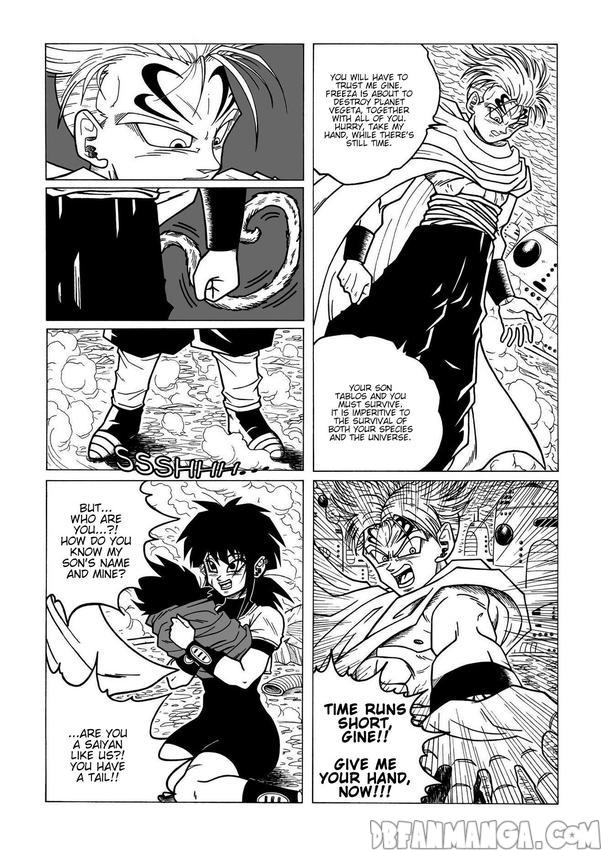 YOU WILL HAVE TO
TRUST ME GINE.
FREEZA IS ABOUT TO
DESTROY PLANET
VEGETA, TOGETHER
WITH ALL OF YOU.
HURRY, TAKE MY
HAND, WHILE THERE'S
STILL TIME.
YOUR SON
TABLOS AND YOU
MUST SURVIVE.
IT IS IMPERITIVE TO
THE SURVIVAL OF
BOTH YOUR SPECIES
AND THE UNIVERSE.
SSSHHH...
BUT...
WHO ARE
YOU...?!
HOW DO YOU
KNOW MY
SON'S NAME
AND MINE?
...ARE YOU
A SAIYAN
LIKE US?!
YOU HAVE
A TAIL!!
TIME RUNS
SHORT,
GINE!!
GIVE ME
YOUR HAND,
NOW!!!
DBFANMANGA.COM